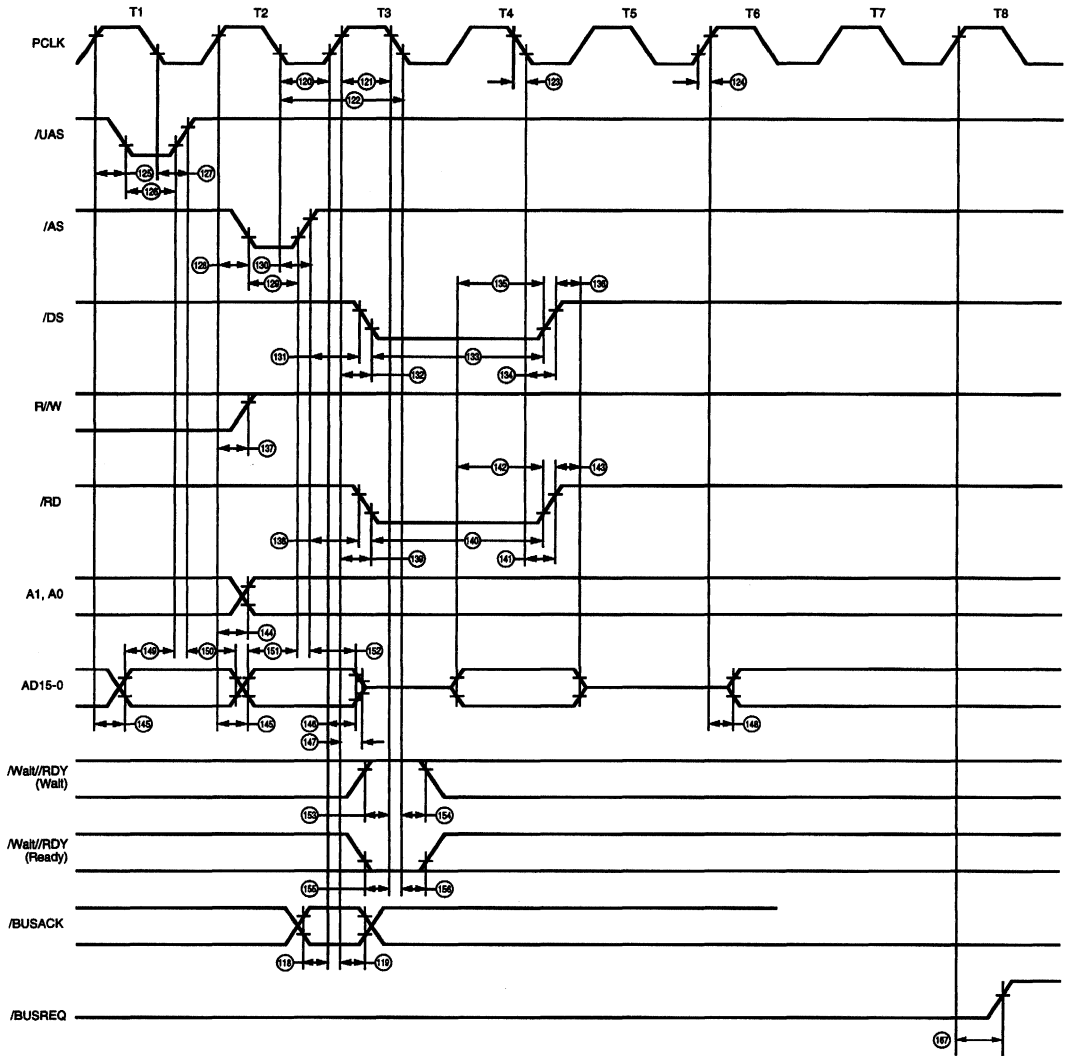 T1 T2 T3 T4 T5 T6 T7 T8
PCLK
120 121 123 124
122
/UAS
125 127
126
/AS
128 130
129
135 136
/DS
131 133
132 134
R//W
137
142 143
/RD
138 140
139 141
A1, A0
144
149 150 151 152
AD15-0
145 145 146 148
147
/Wait//RDY
(Wait)
153 154
/Wait//RDY
(Ready)
155 156
/BUSACK
118 119
/BUSREQ
167